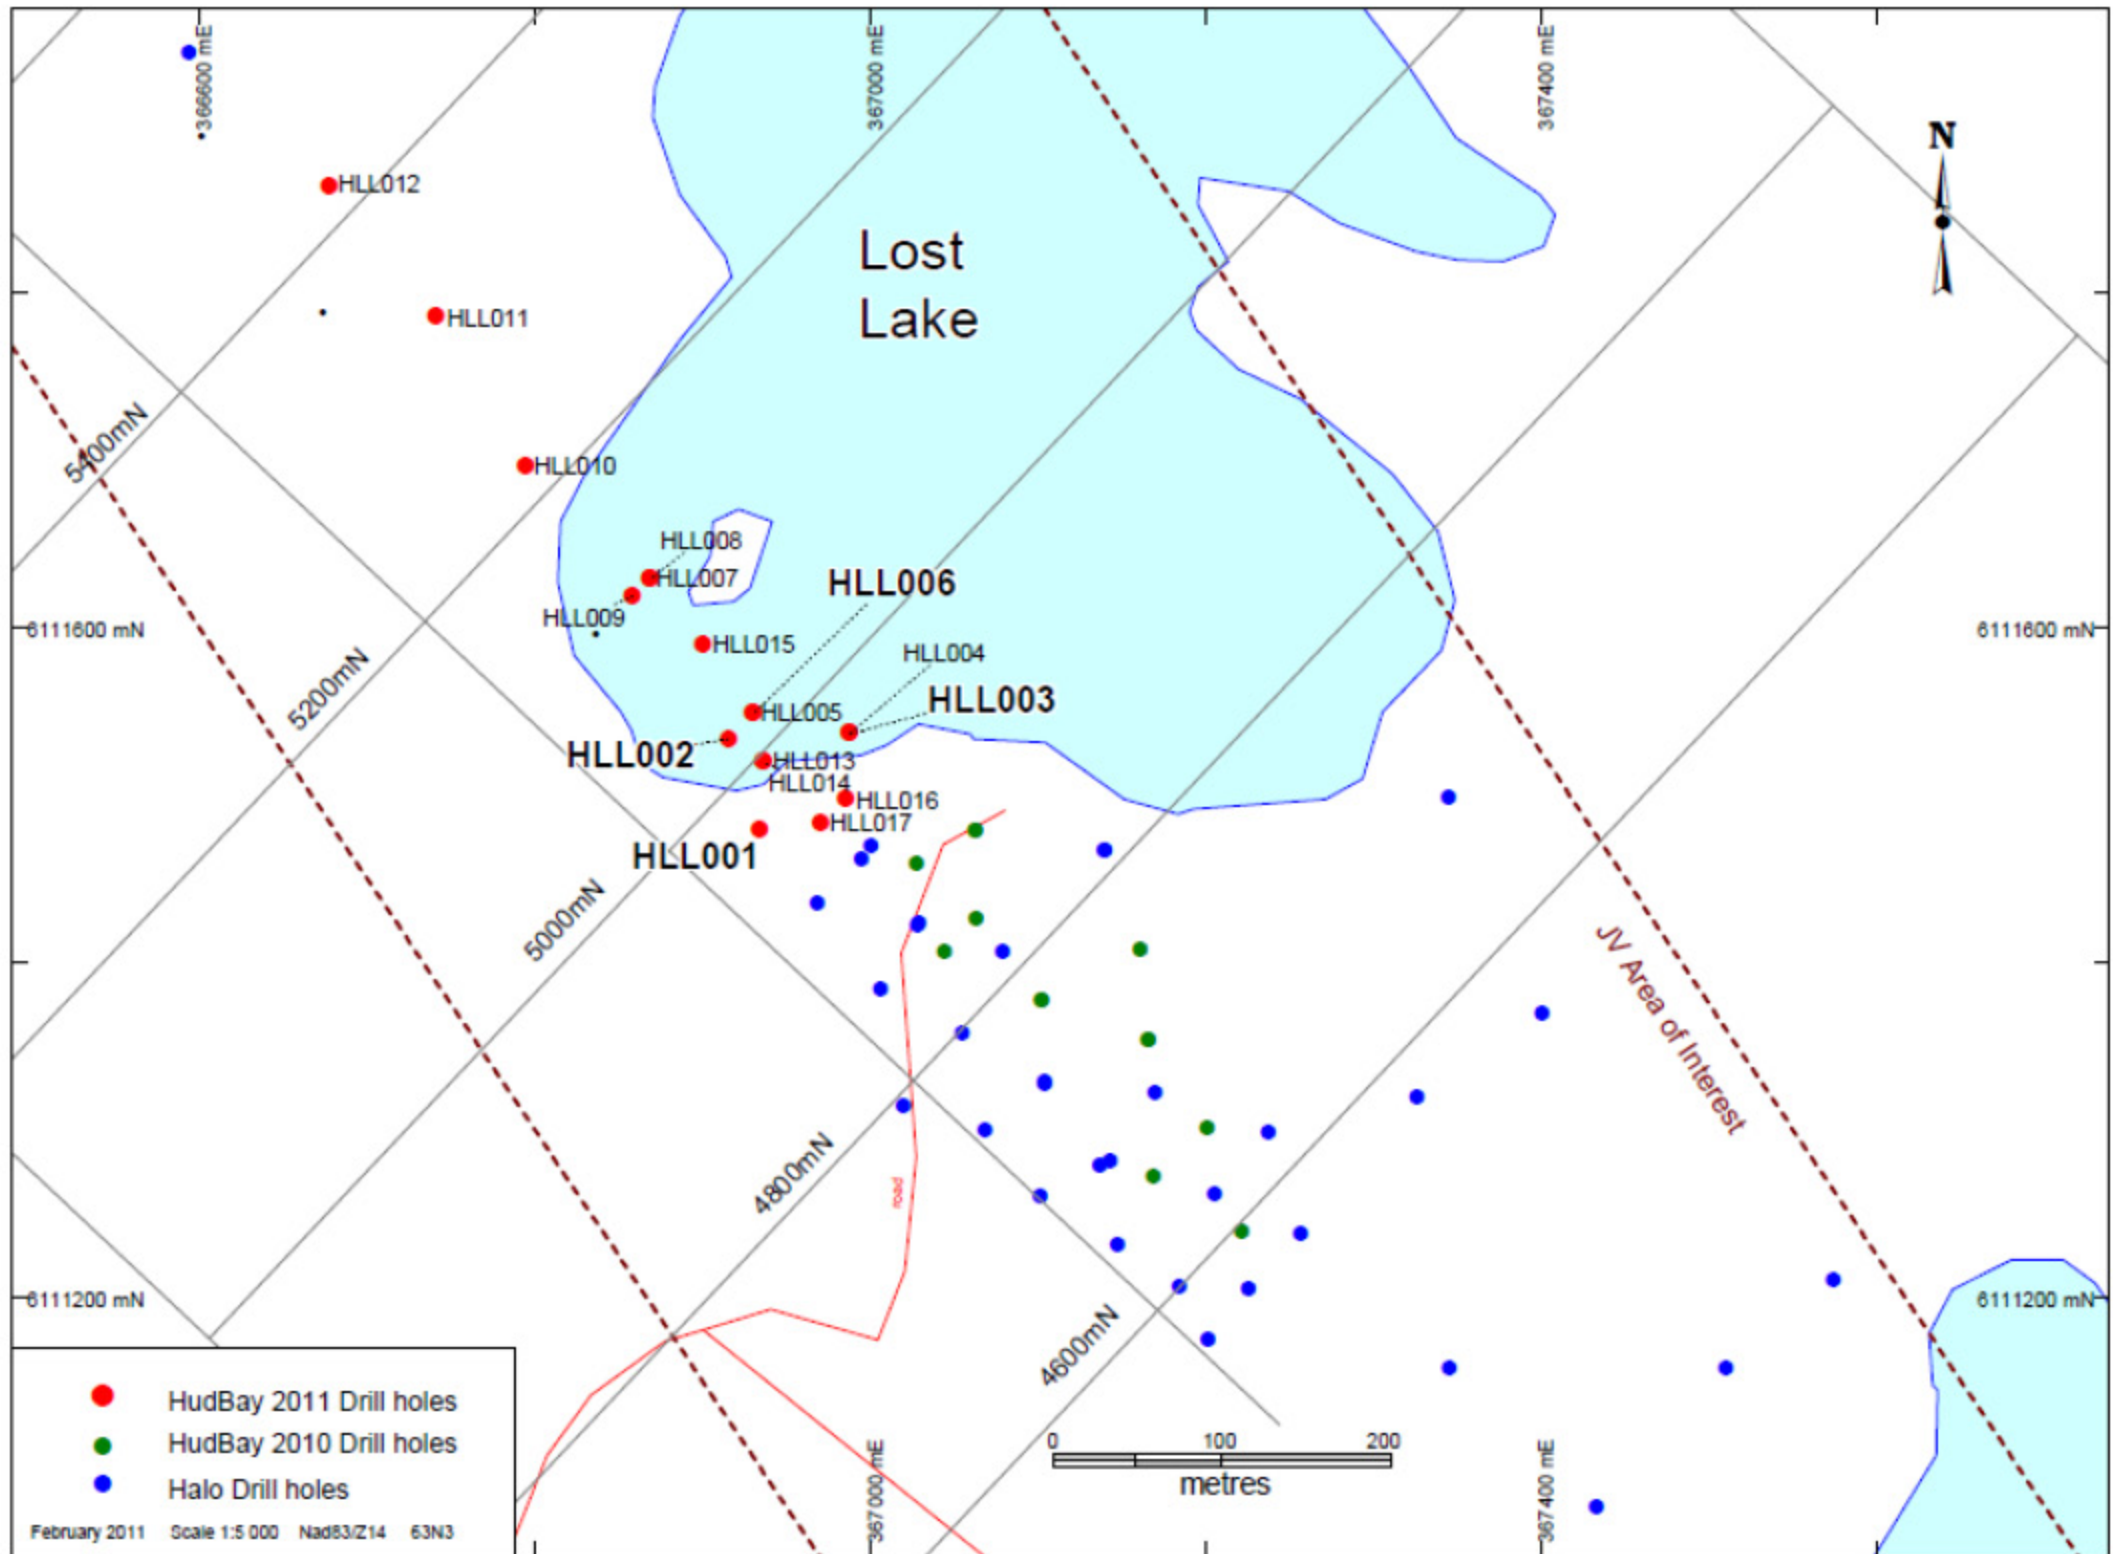 366600 mE
367000 mE
367400 mE
N
HLL012
Lost
Lake
HLL011
5400mN
HLL010
HLL008
HLL007
HLL006
HLL009
6111600 mN
6111600 mN
HLL015
HLL004
5200mN
HLL003
HLL005
HLL002
HLL013
HLL014
HLL016
HLL017
HLL001
5000mN
JV Area of Interest
4800mN
road
6111200 mN
6111200 mN
4600mN
HudBay 2011 Drill holes
HudBay 2010 Drill holes
Halo Drill holes
February 2011 Scale 1:5 000 Nad83/Z14 63N3
0 100 200
metres
367000 mE
367400 mE